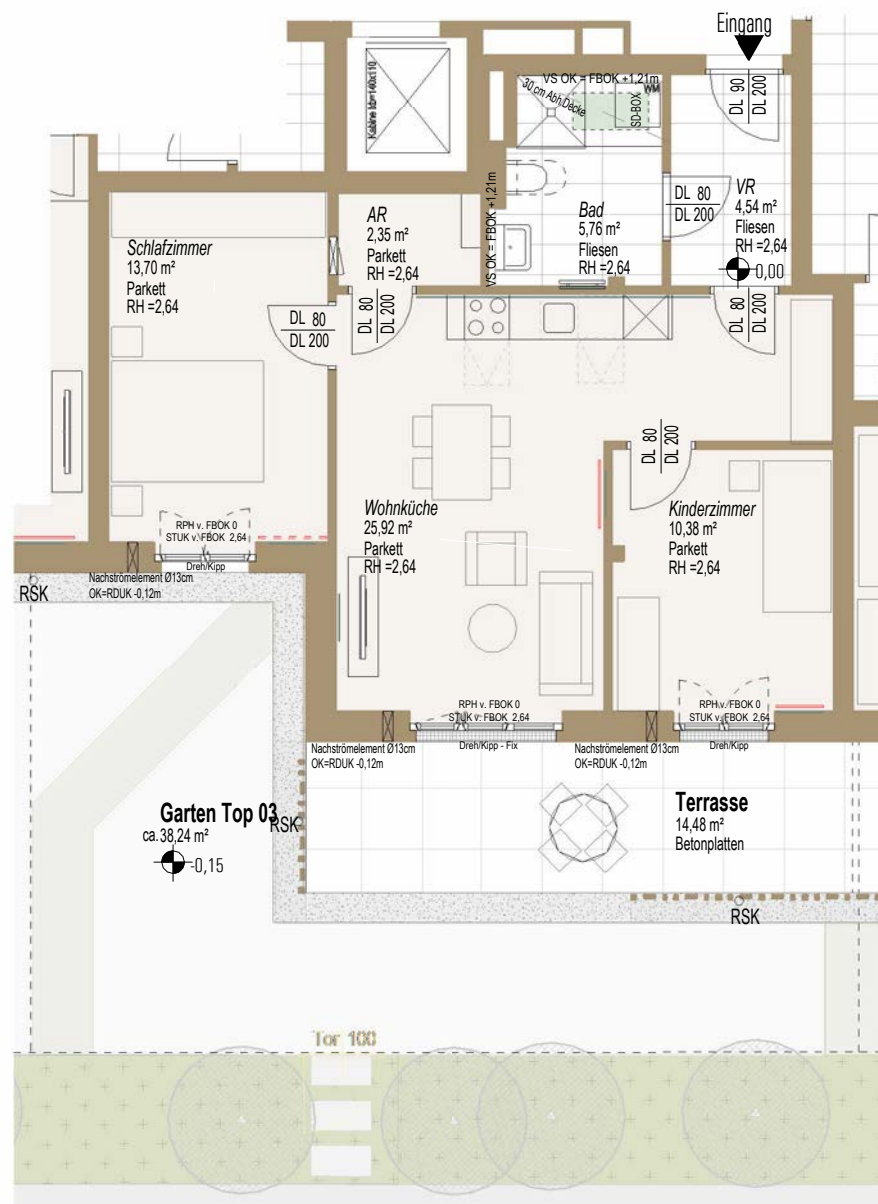 Eingang
Kabine lt=140x110
VS OK = FBOK +1,21m
30 cm Abh.Decke
WM
SD-BOX
DL 90
DL 200
VS OK = FBOK +1,21m
DL 80
DL 200
VR
4,54 m²
Fliesen
RH =2,64
0,00
AR
2,35 m²
Parkett
RH =2,64
Bad
5,76 m²
Fliesen
RH =2,64
Schlafzimmer
13,70 m²
Parkett
RH =2,64
DL 80
DL 200
DL 80
DL 200
DL 80
DL 200
DL 80
DL 200
Wohnküche
25,92 m²
Parkett
RH =2,64
Kinderzimmer
10,38 m²
Parkett
RH =2,64
RPH v. FBOK 0
STUK v. FBOK 2,64
Dreh/Kipp
Nachströmelement Ø13cm
OK=RDUK -0,12m
RSK
RPH v. FBOK 0
STUK v. FBOK 2,64
Dreh/Kipp - Fix
RPH v. FBOK 0
STUK v. FBOK 2,64
Dreh/Kipp
Nachströmelement Ø13cm
OK=RDUK -0,12m
Nachströmelement Ø13cm
OK=RDUK -0,12m
Garten Top 03
ca. 38,24 m²
-0,15
RSK
Terrasse
14,48 m²
Betonplatten
RSK
Tor 100